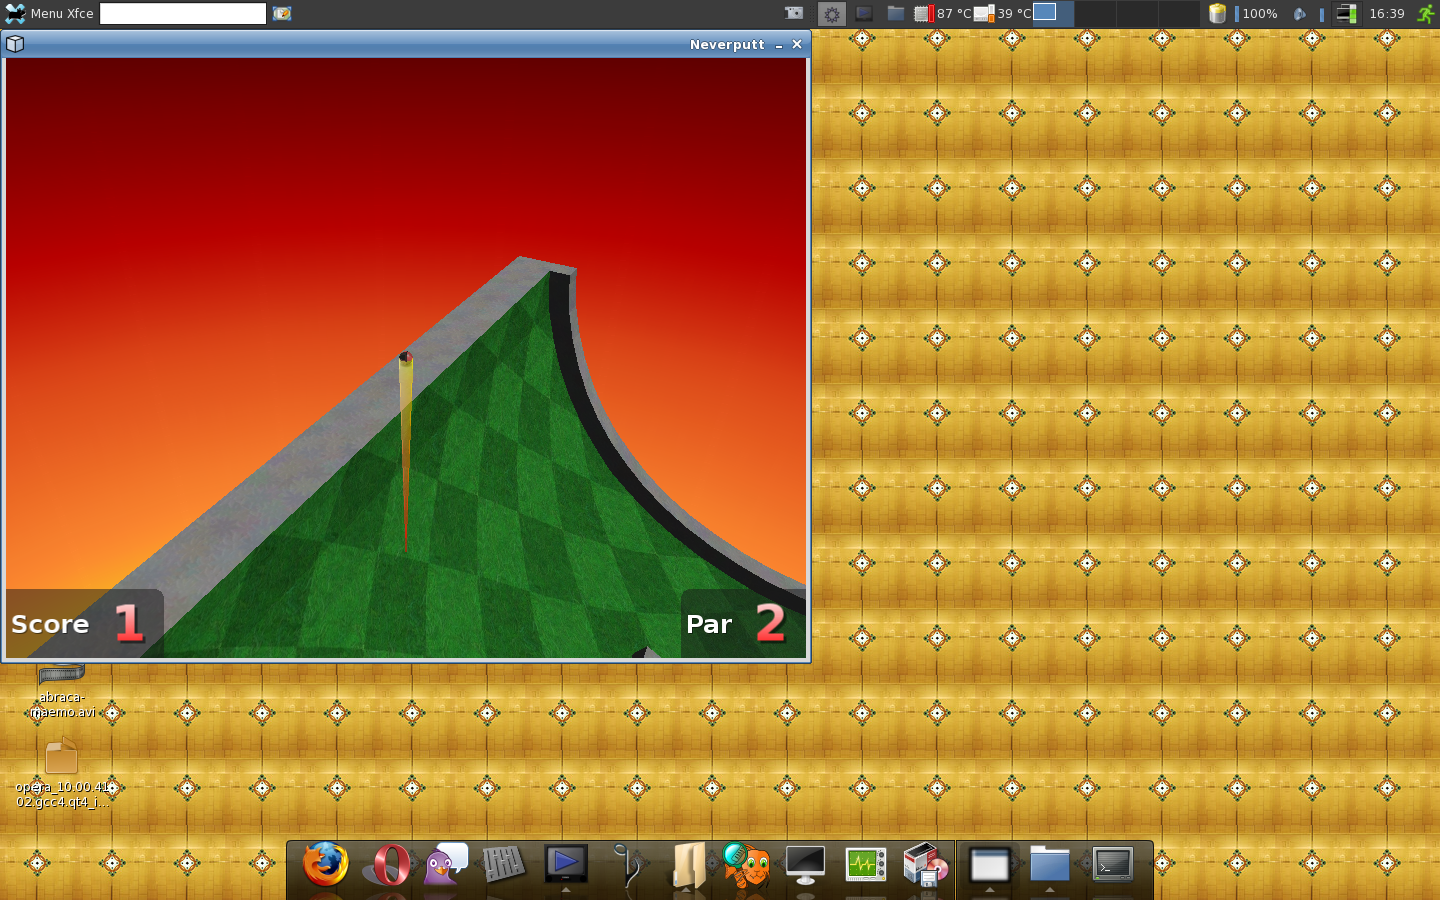 Menu Xfce
87 °C
39 °C
100%
16:39
Neverputt
Score 1
Par 2
abraca-
maemo.avi
opera_10.00.41
02.gcc4.qt4_i...